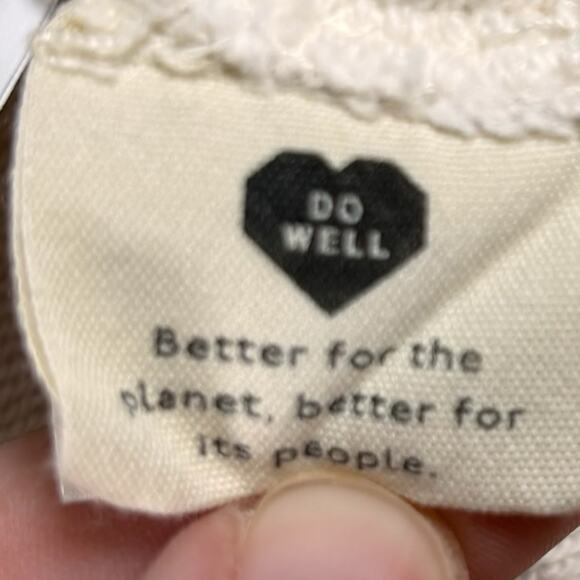 DO
WELL
Better for the
planet, better for
its people.